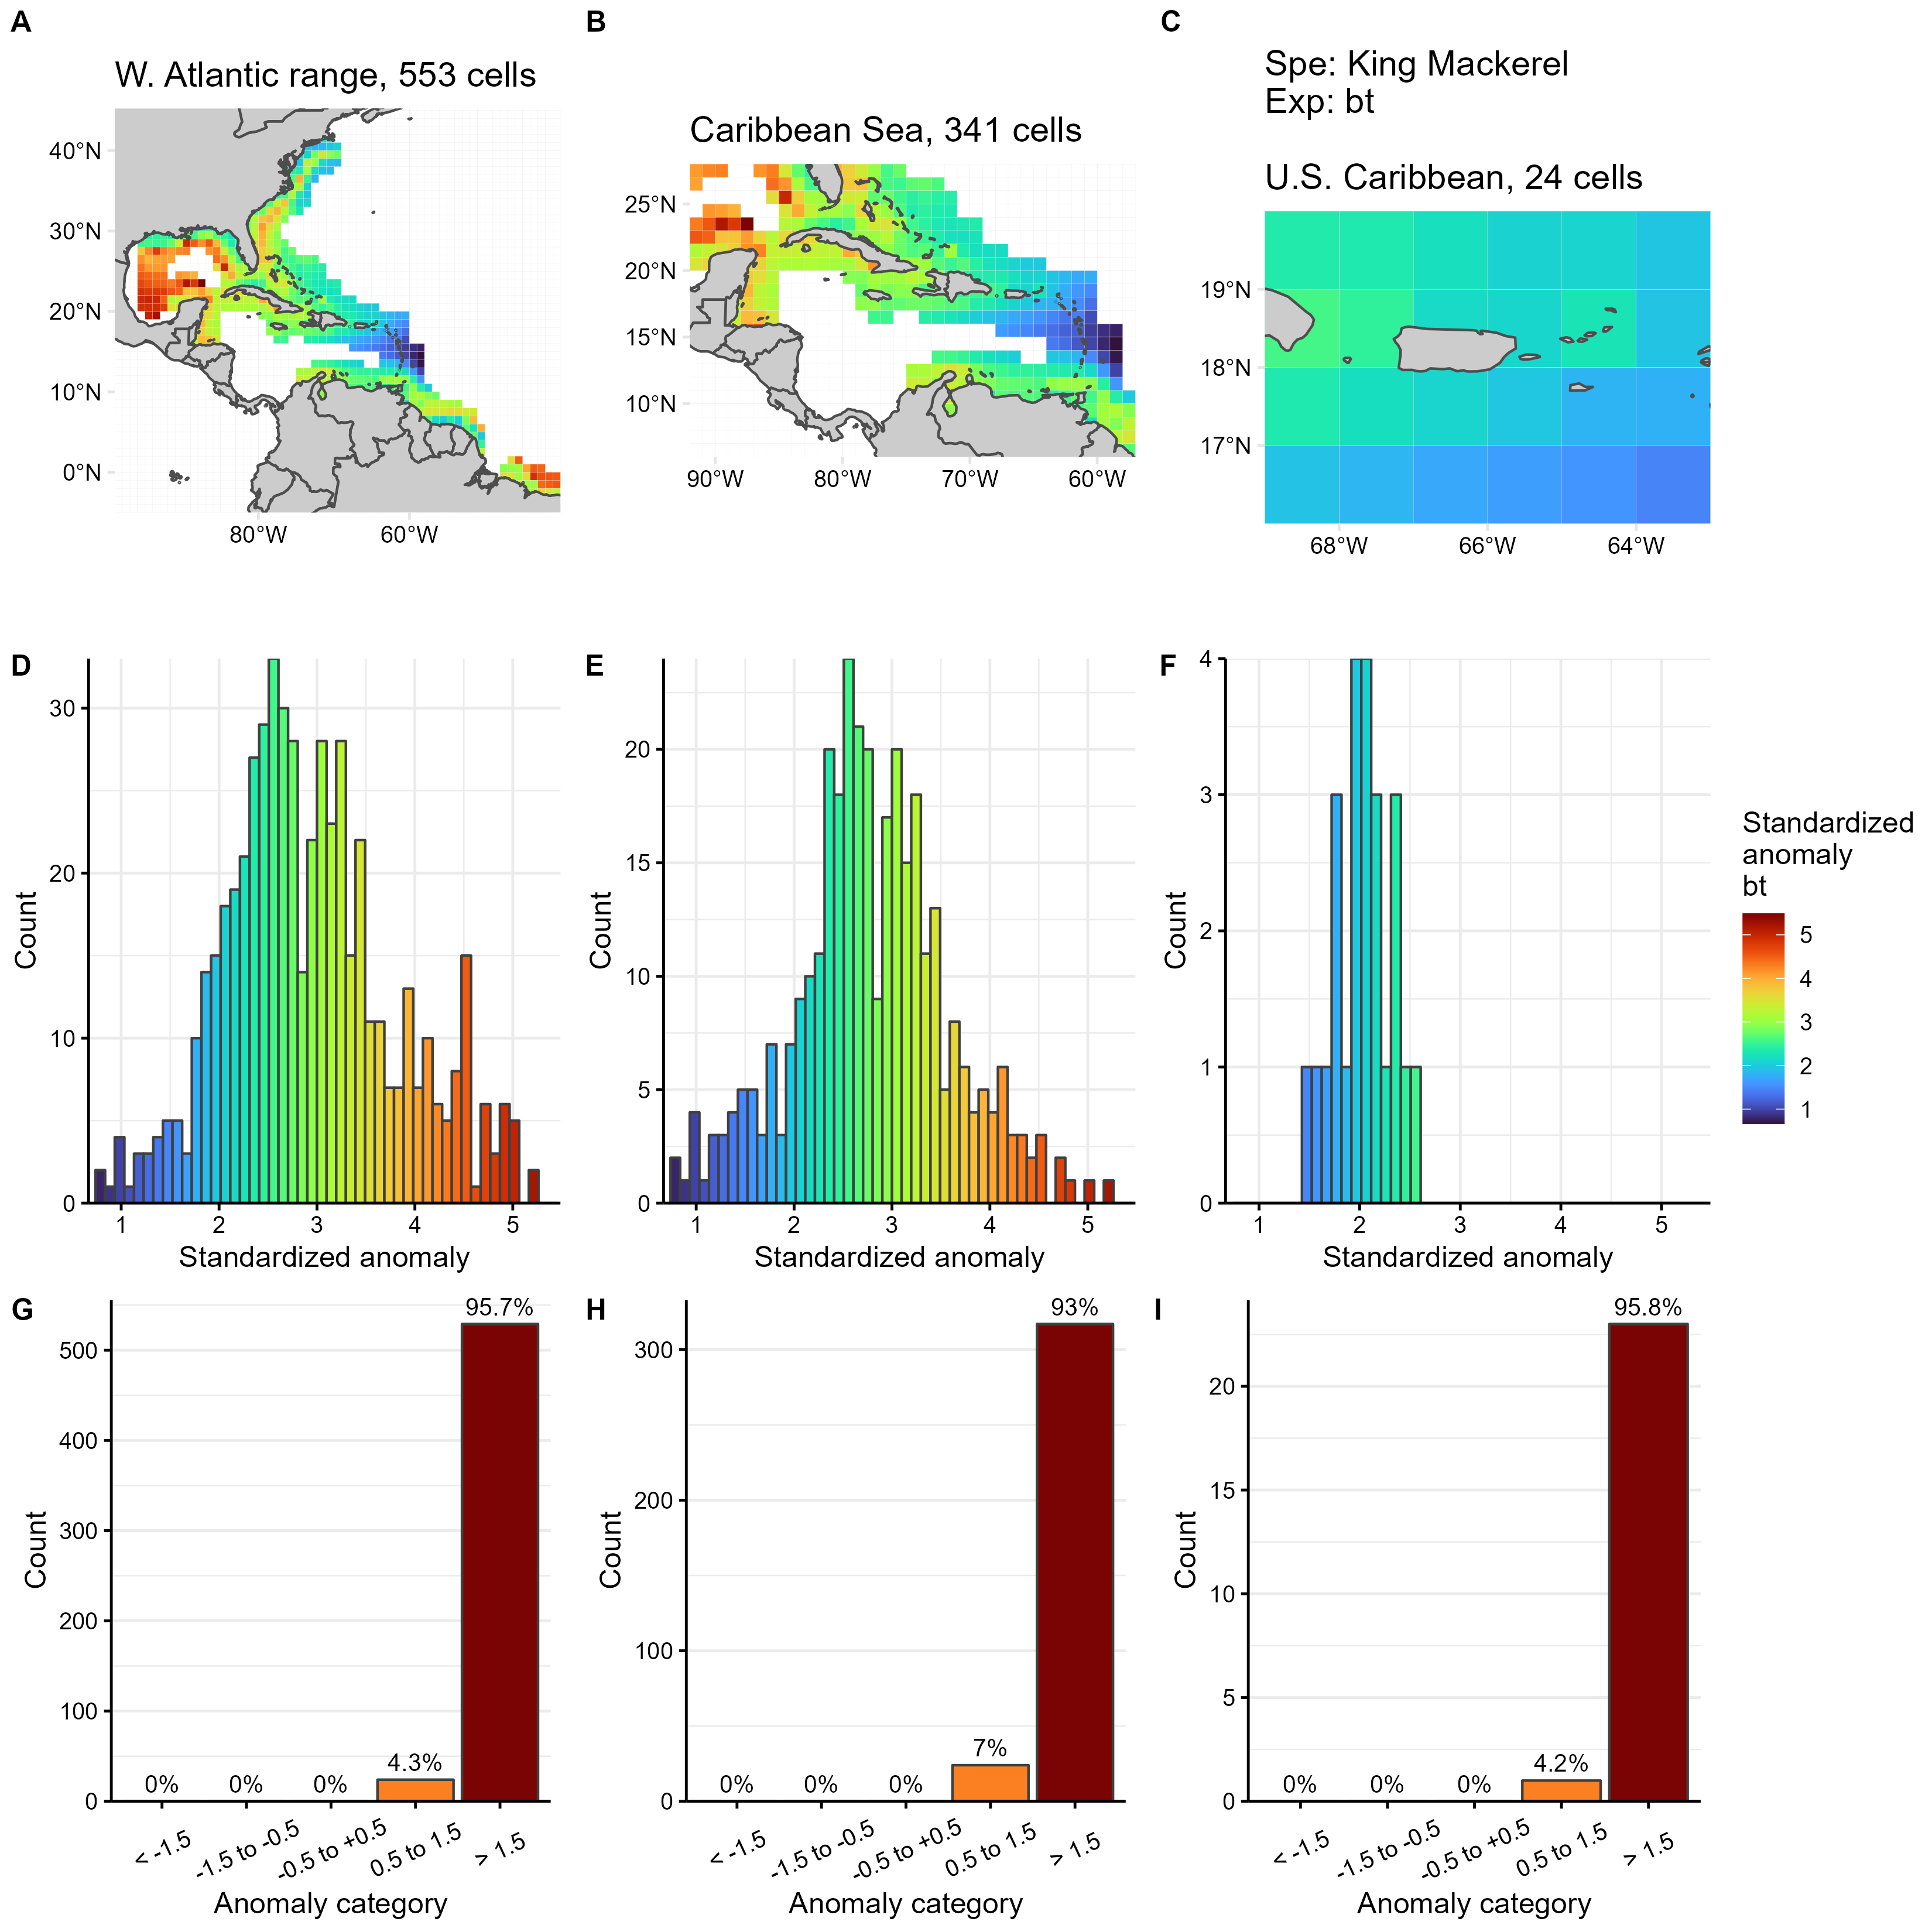 A
B
C
W. Atlantic range, 553 cells
Caribbean Sea, 341 cells
Spe: King Mackerel
Exp: bt
U.S. Caribbean, 24 cells
40°N
30°N
20°N
10°N
0°N
80°W
60°W
25°N
20°N
15°N
10°N
90°W
80°W
70°W
60°W
19°N
18°N
17°N
68°W
66°W
64°W
D
30
20
10
0
Count
1
2
3
4
5
Standardized anomaly
E
20
15
10
5
0
Count
1
2
3
4
5
Standardized anomaly
F
4
3
2
1
0
Count
1
2
3
4
5
Standardized anomaly
Standardized
anomaly
bt
5
4
3
2
1
G
500
400
300
200
100
0
Count
0%
0%
0%
4.3%
95.7%
< -1.5
-1.5 to -0.5
-0.5 to +0.5
0.5 to 1.5
> 1.5
Anomaly category
H
300
200
100
0
Count
0%
0%
0%
7%
93%
< -1.5
-1.5 to -0.5
-0.5 to +0.5
0.5 to 1.5
> 1.5
Anomaly category
I
20
15
10
5
0
Count
0%
0%
0%
4.2%
95.8%
< -1.5
-1.5 to -0.5
-0.5 to +0.5
0.5 to 1.5
> 1.5
Anomaly category